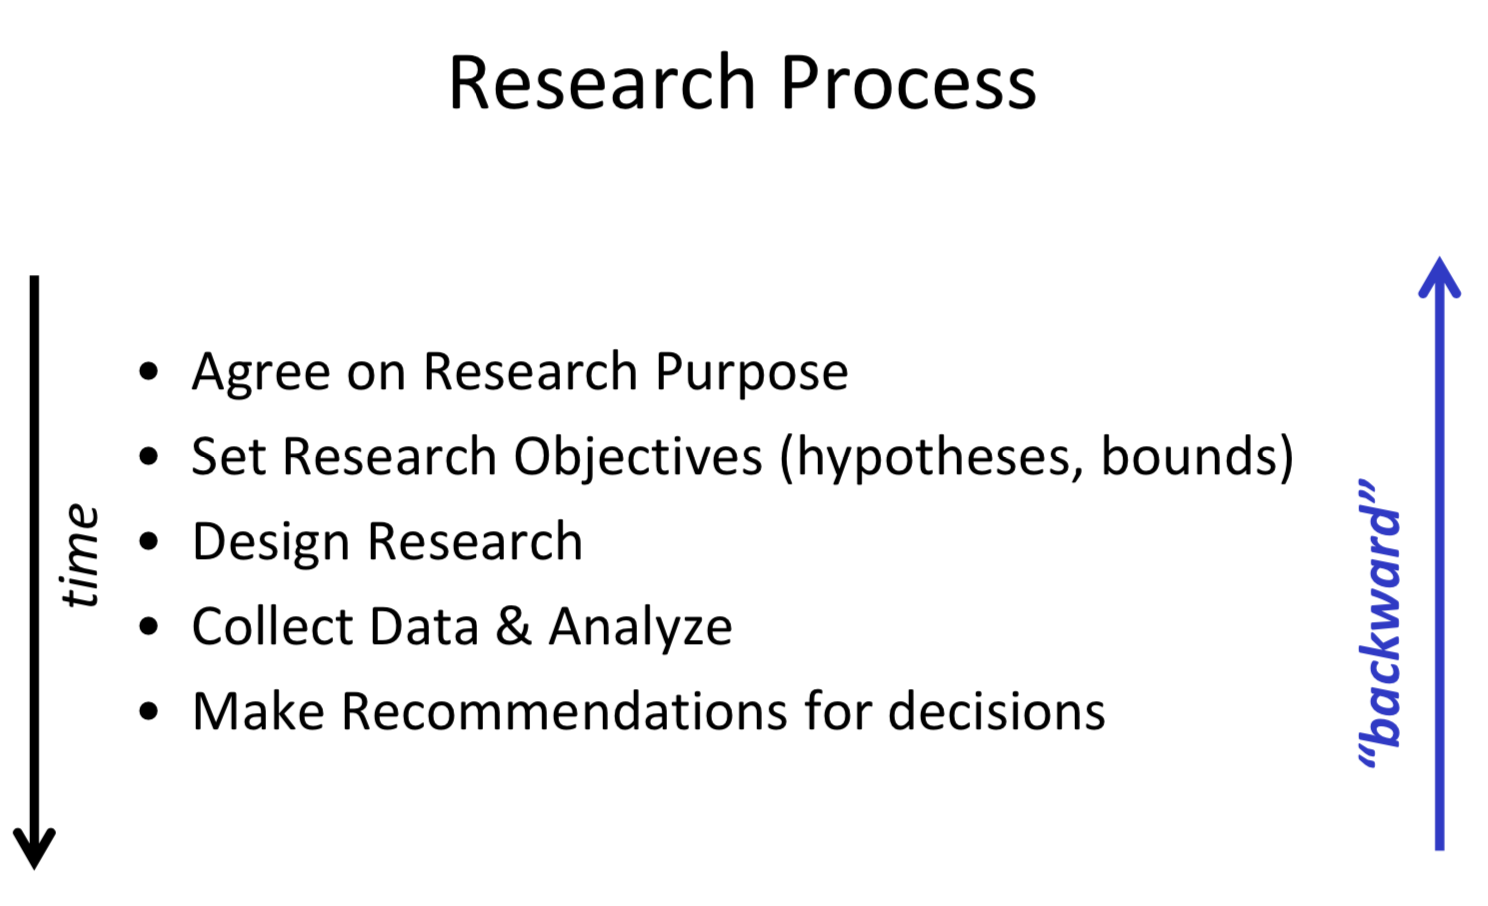 Research Process
time
• Agree on Research Purpose
• Set Research Objectives (hypotheses, bounds)
• Design Research
• Collect Data & Analyze
• Make Recommendations for decisions
“backward”